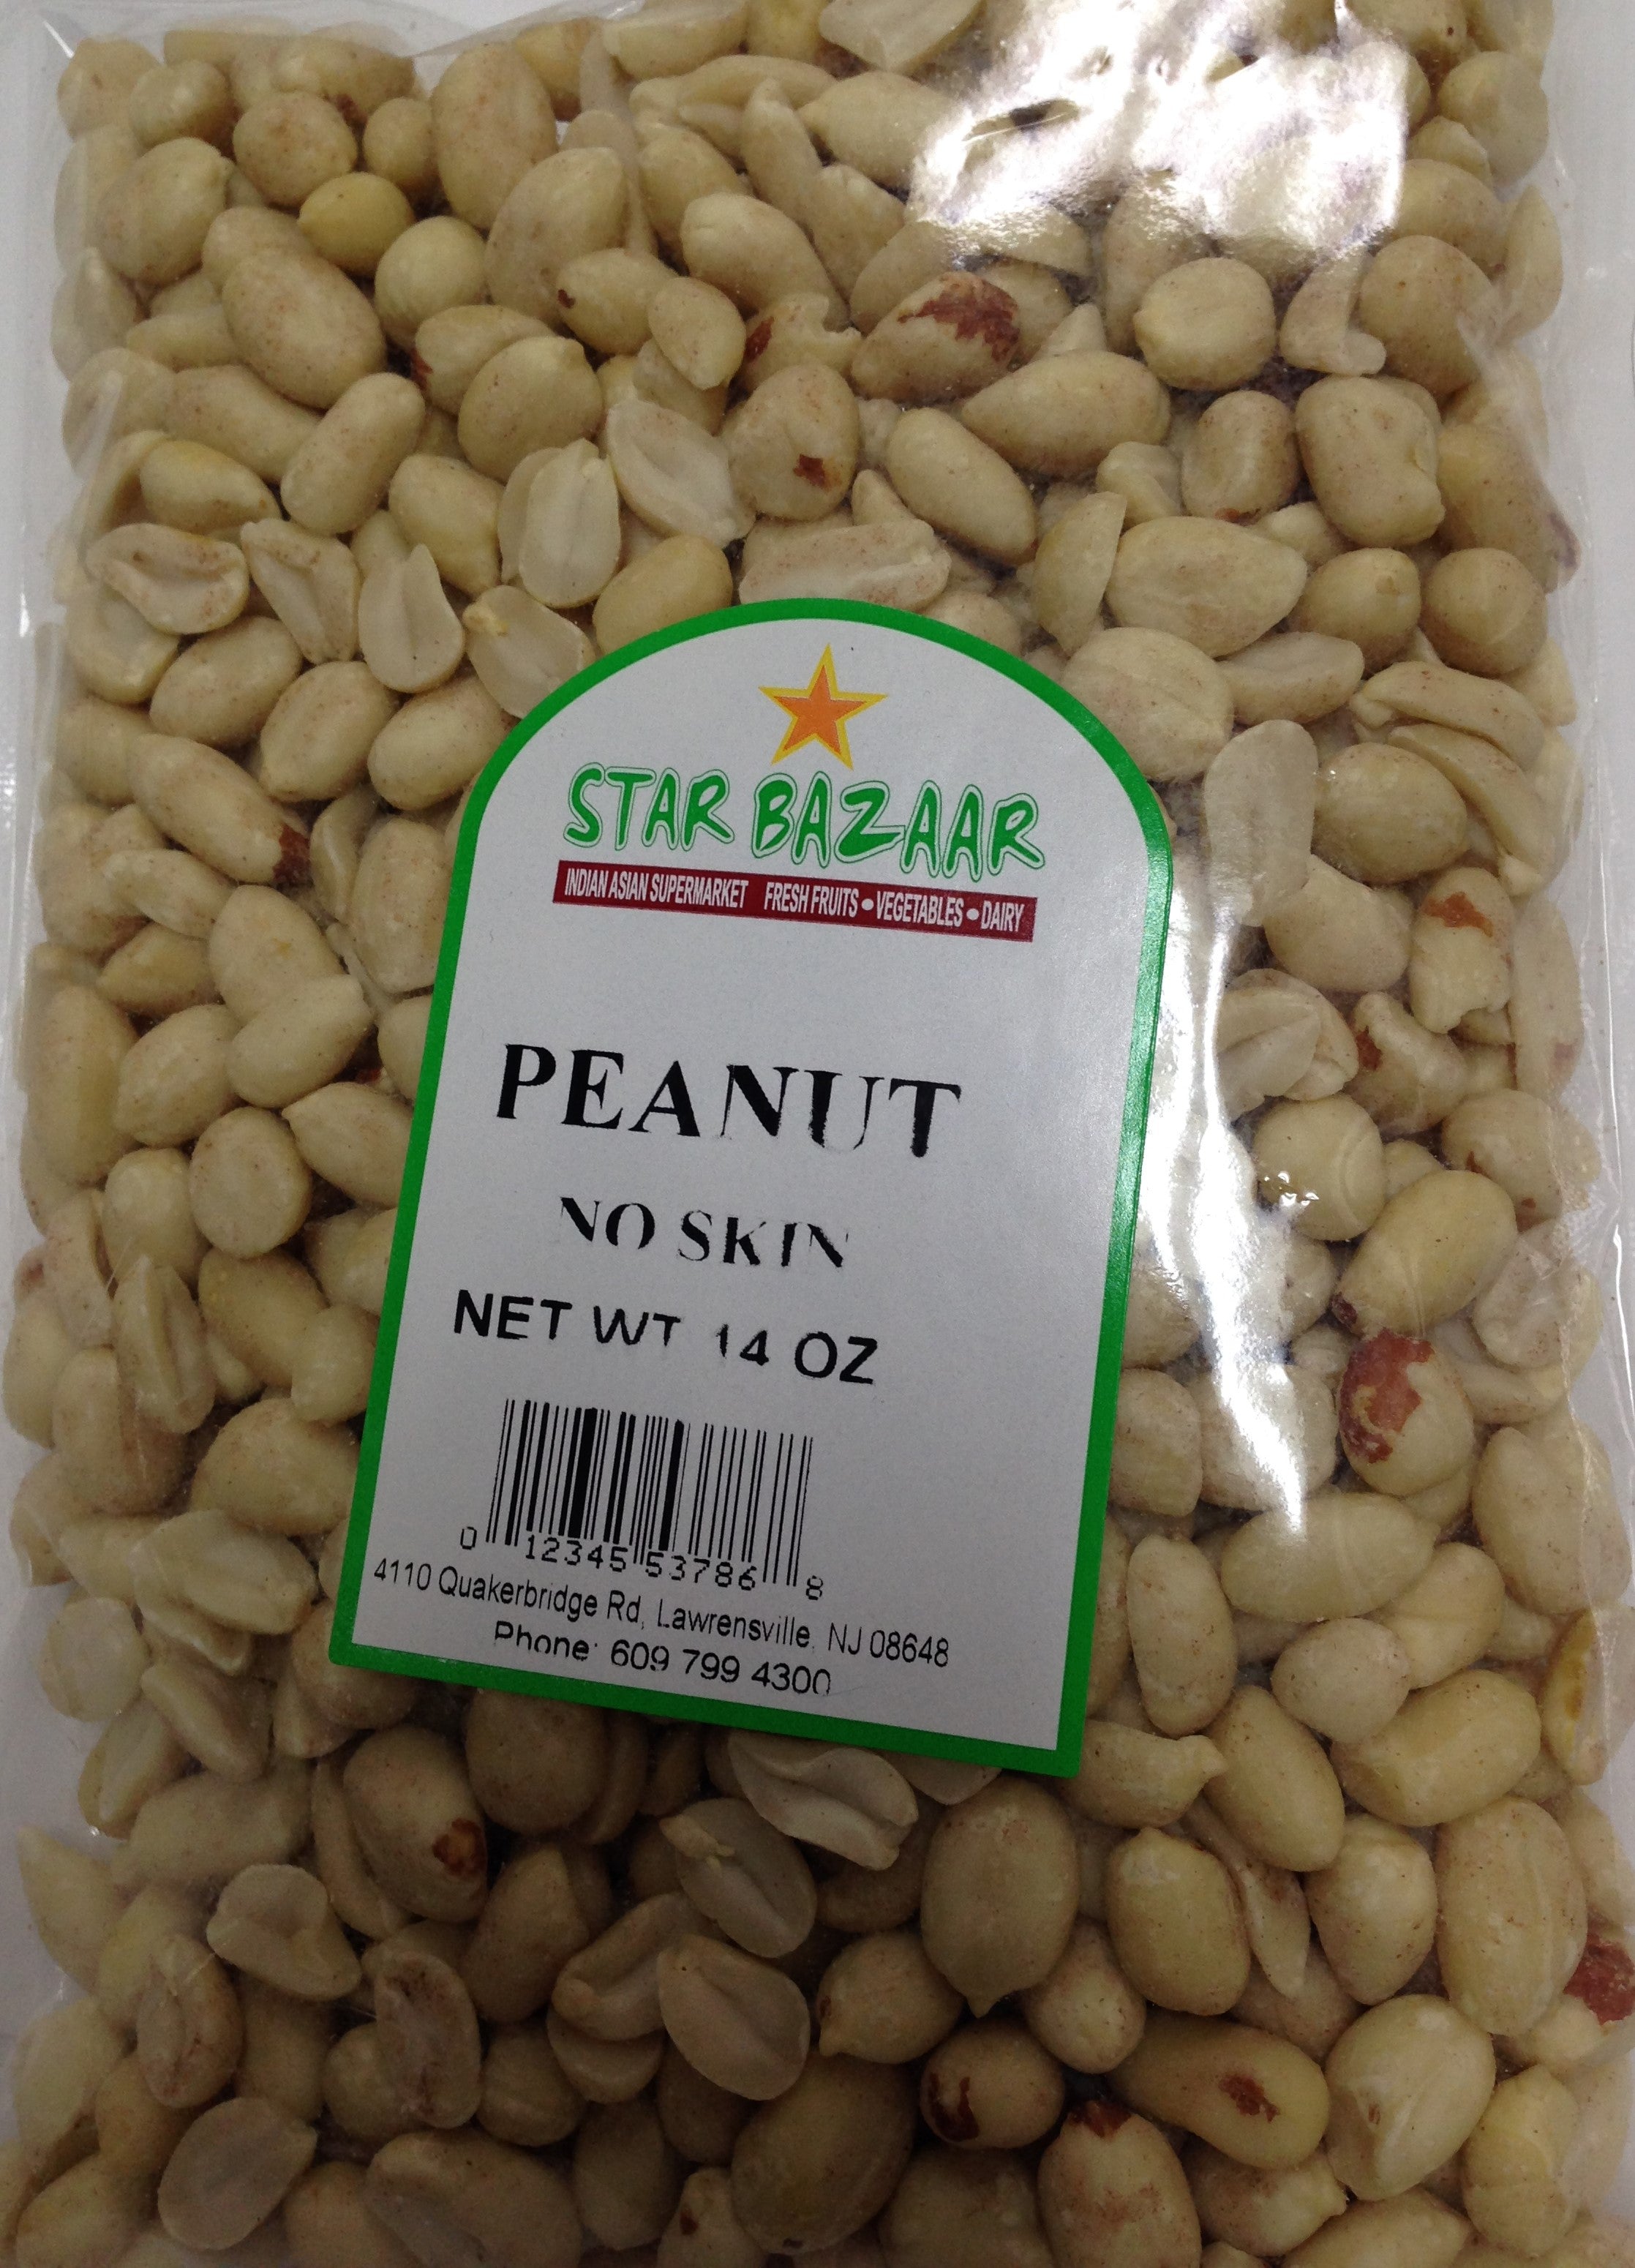 STAR BAZAAR
INDIAN ASIAN SUPERMARKET FRESH FRUITS • VEGETABLES • DAIRY
PEANUT
NO SKIN
NET WT 14 OZ
0 12345 53786 8
4110 Quakerbridge Rd, Lawrensville, NJ 08648
Phone: 609 799 4300